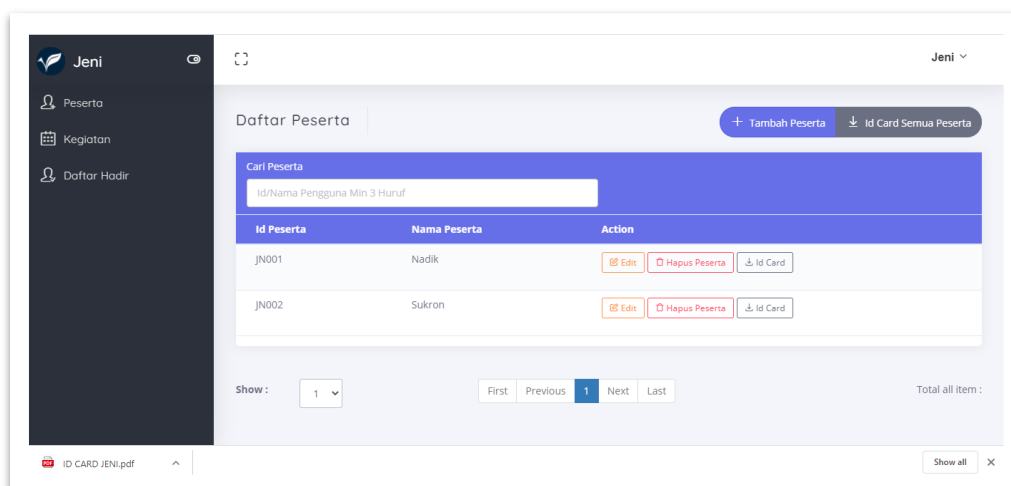 Jeni
Jeni
Peserta
Kegiatan
Daftar Hadir
Daftar Peserta
+ Tambah Peserta
Id Card Semua Peserta
Cari Peserta
Id/Nama Pengguna Min 3 Huruf
Id Peserta Nama Peserta Action
JN001 Nadik Edit Hapus Peserta Id Card
JN002 Sukron Edit Hapus Peserta Id Card
Show : 1 First Previous 1 Next Last Total all item :
PDF ID CARD JENI.pdf Show all